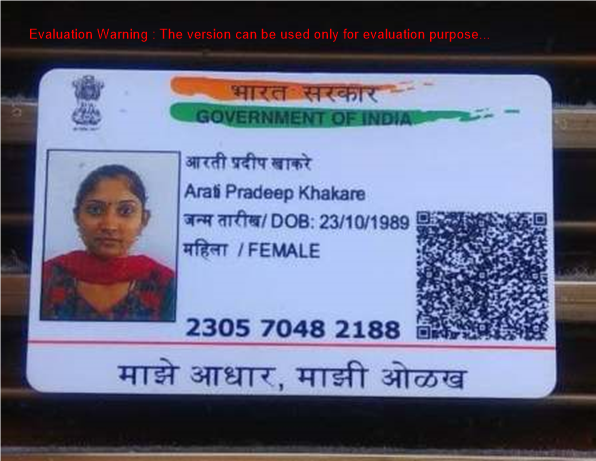 Evaluation Warning : The version can be used only for evaluation purpose...
भारत सरकार
GOVERNMENT OF INDIA
आरती प्रदीप खाकरे
Arati Pradeep Khakare
जन्म तारीख/ DOB: 23/10/1989
महिला / FEMALE
2305 7048 2188
माझे आधार, माझी ओळख